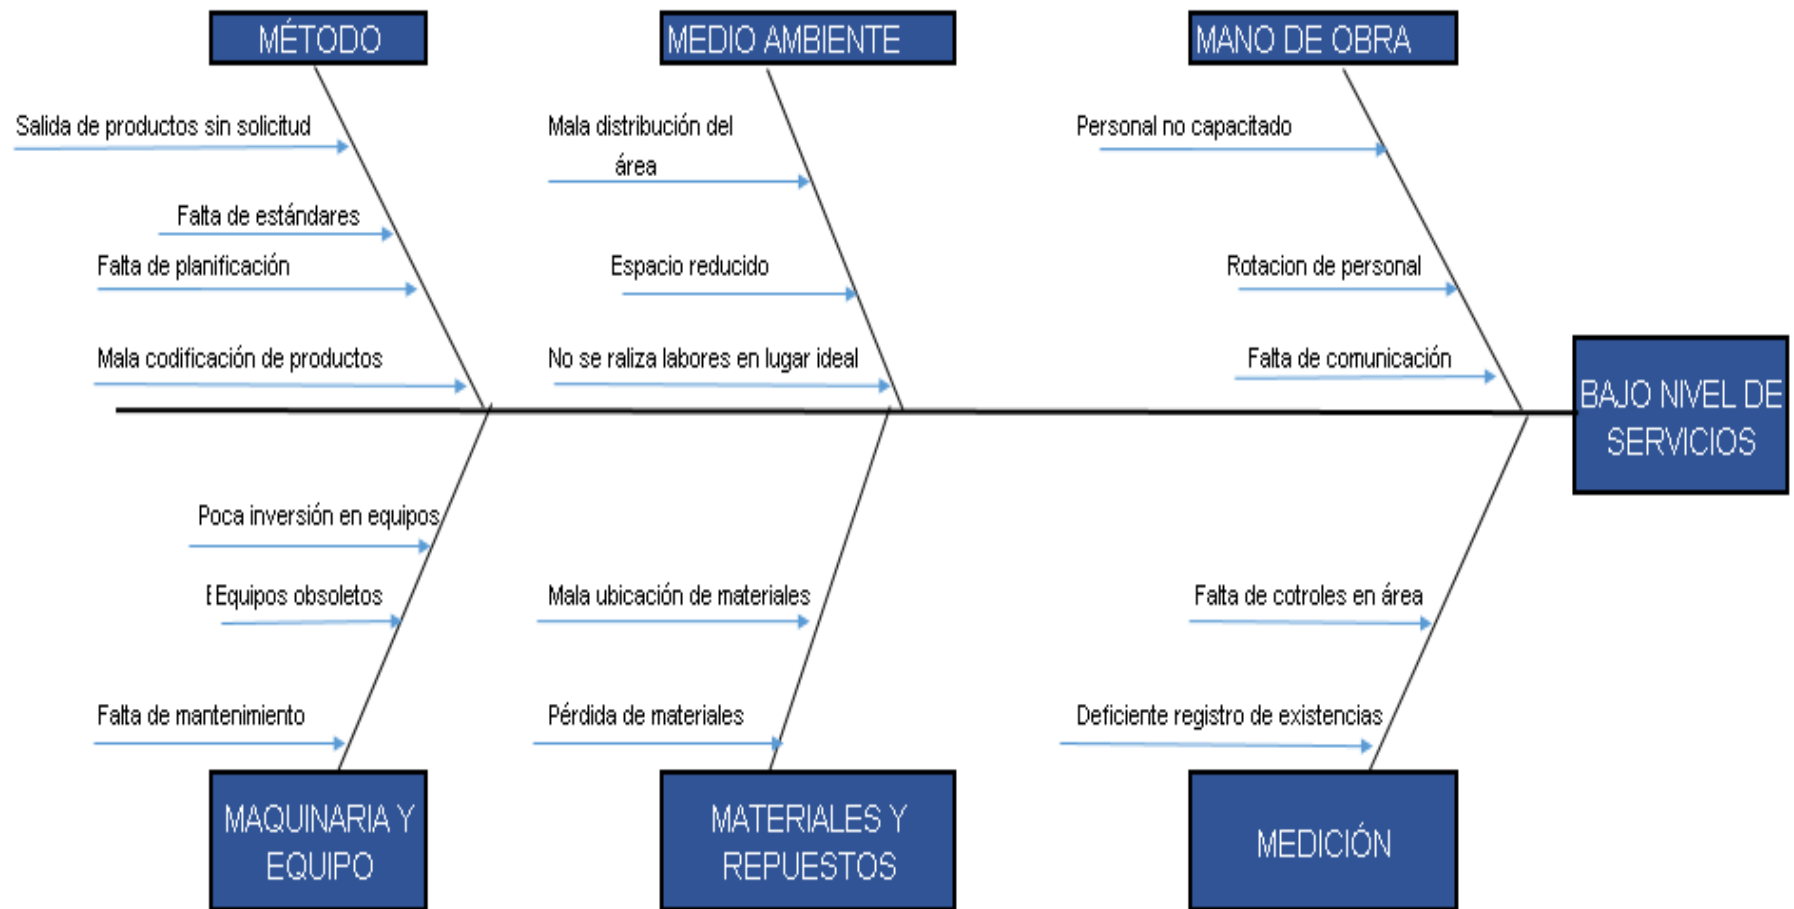 MÉTODO
MEDIO AMBIENTE
MANO DE OBRA
Salida de productos sin solicitud
Mala distribución del
área
Personal no capacitado
Falta de estándares
Falta de planificación
Espacio reducido
Rotacion de personal
Mala codificación de productos
No se raliza labores en lugar ideal
Falta de comunicación
BAJO NIVEL DE
SERVICIOS
Poca inversión en equipos
Equipos obsoletos
Mala ubicación de materiales
Falta de cotroles en área
Falta de mantenimiento
Pérdida de materiales
Deficiente registro de existencias
MAQUINARIA Y
EQUIPO
MATERIALES Y
REPUESTOS
MEDICIÓN